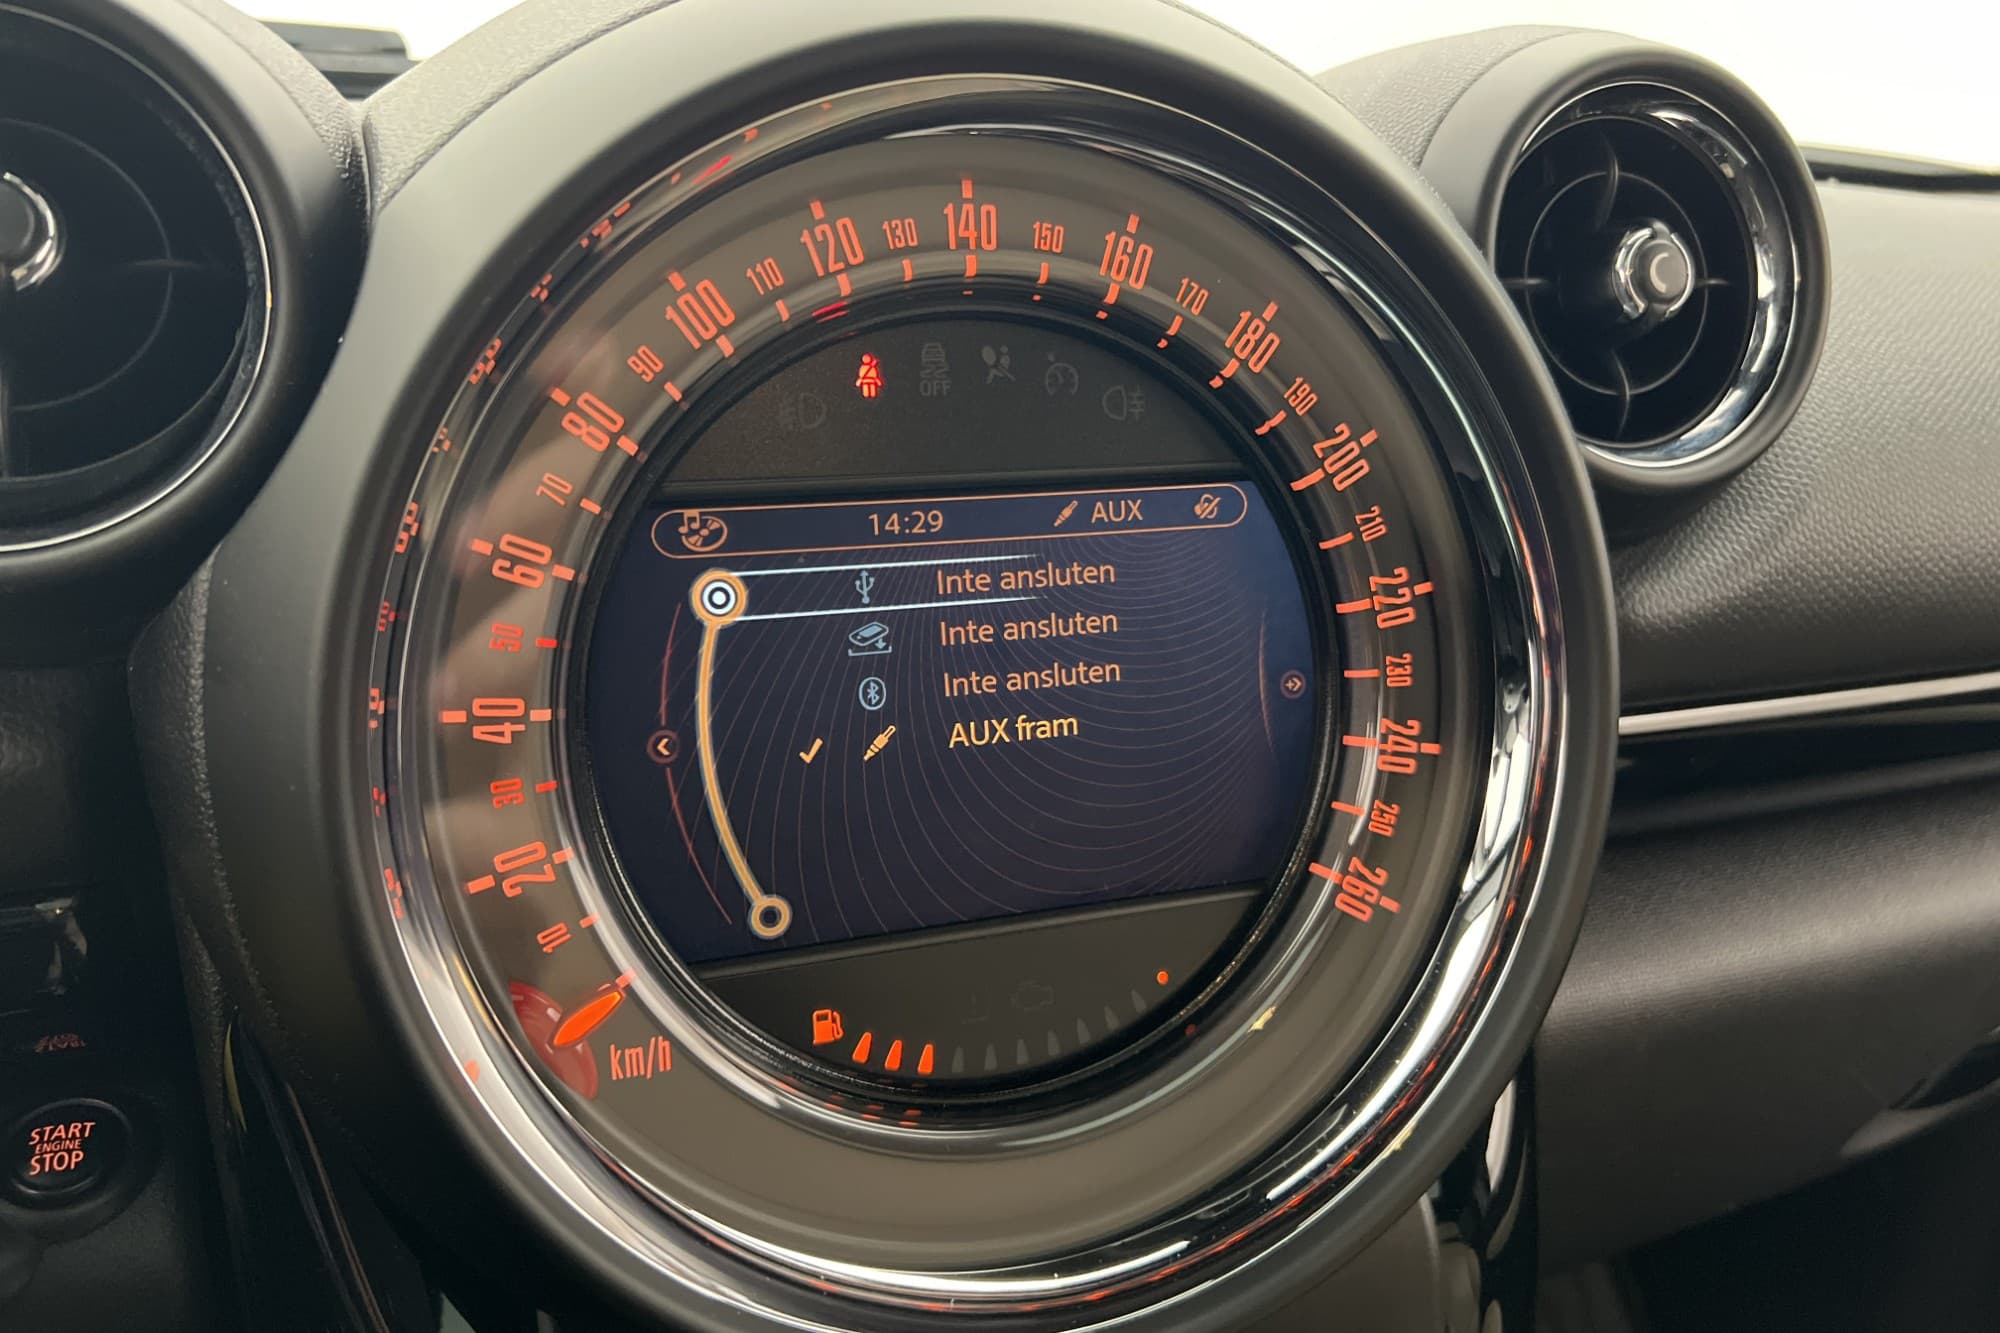 10
20
30
40
50
60
70
80
90
100
110
120
130
140
150
160
170
180
190
200
210
220
230
240
250
260
km/h
OFF
14:29 AUX
Inte ansluten
Inte ansluten
Inte ansluten
AUX fram
START
ENGINE
STOP